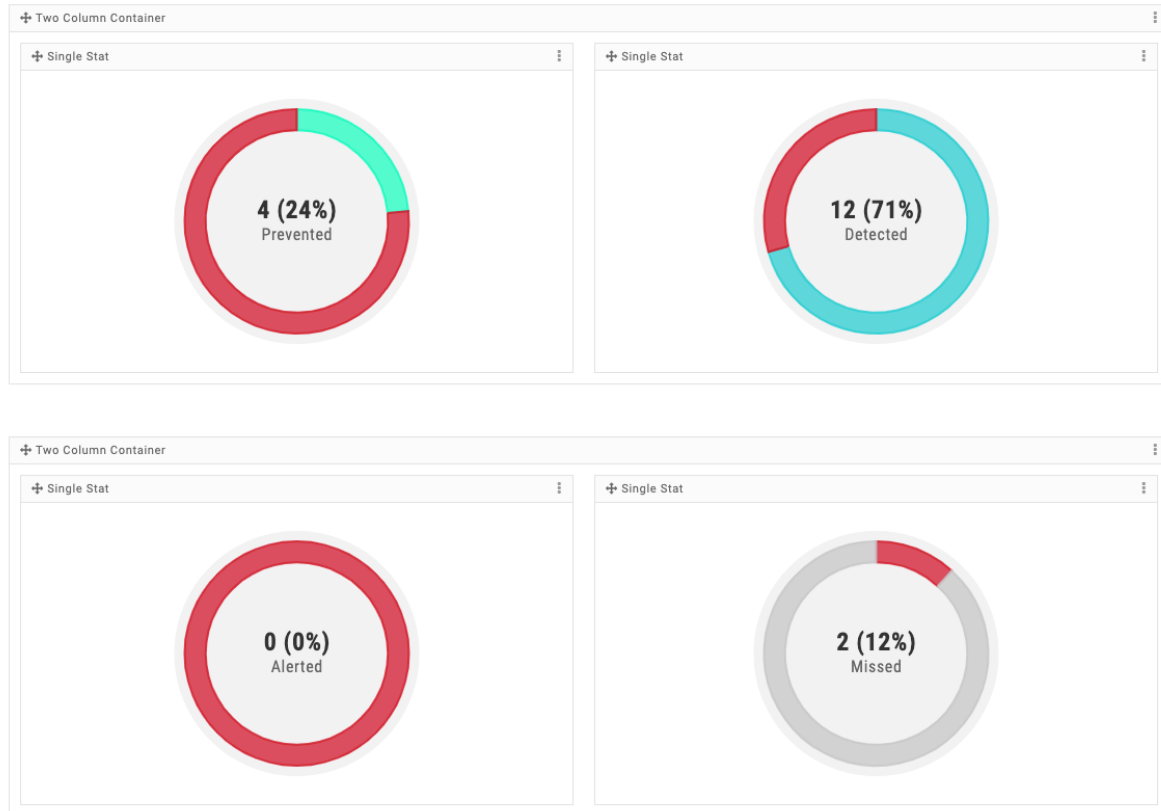 Two Column Container
Single Stat
Single Stat
4 (24%)
Prevented
12 (71%)
Detected
Two Column Container
Single Stat
Single Stat
0 (0%)
Alerted
2 (12%)
Missed